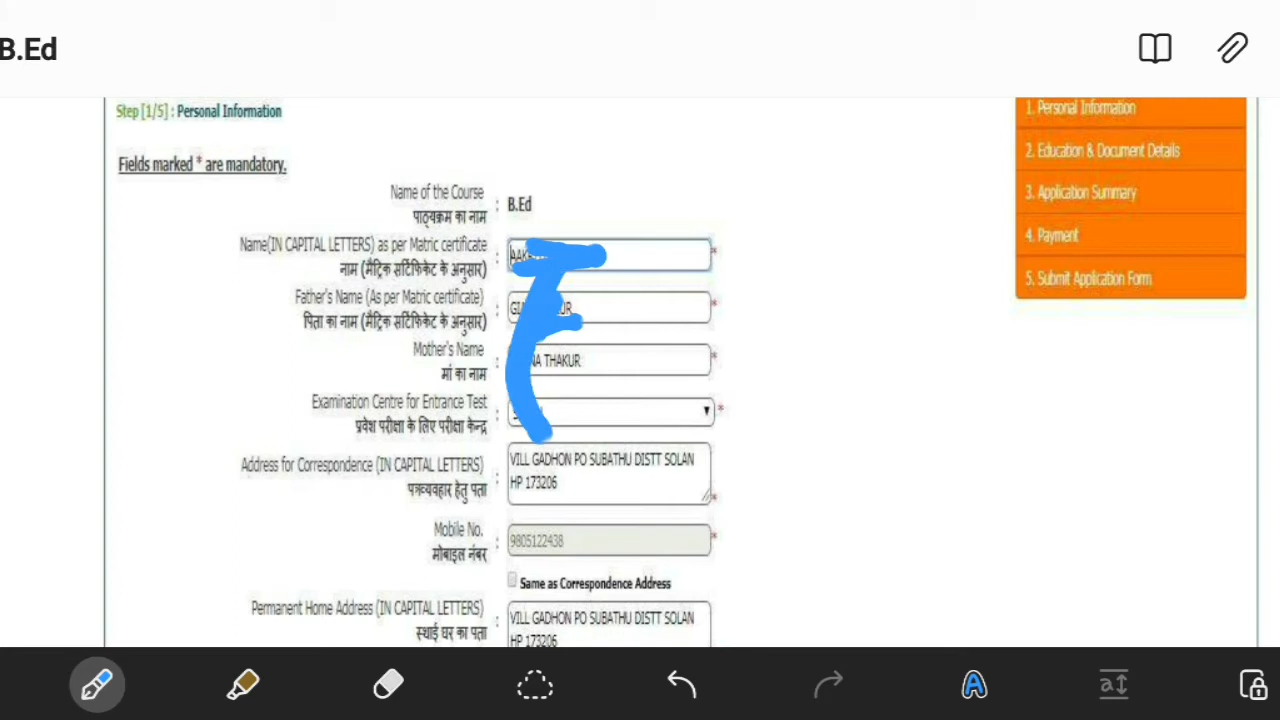 B.Ed
Step [1/5] : Personal Information
Fields marked * are mandatory.
Name of the Course : B.Ed
पाठ्यक्रम का नाम
Name(IN CAPITAL LETTERS) as per Matric certificate : *
नाम (मैट्रिक सर्टिफिकेट के अनुसार)
Father's Name (As per Matric certificate) : *
पिता का नाम (मैट्रिक सर्टिफिकेट के अनुसार)
Mother's Name : THAKUR *
मां का नाम
Examination Centre for Entrance Test : *
प्रवेश परीक्षा के लिए परीक्षा केन्द्र
Address for Correspondence (IN CAPITAL LETTERS) : VILL GADHON PO SUBATHU DISTT SOLAN
पत्रव्यवहार हेतु पता HP 173206 *
Mobile No. : 9805122438 *
मोबाइल नंबर
Same as Correspondence Address
Permanent Home Address (IN CAPITAL LETTERS) : VILL GADHON PO SUBATHU DISTT SOLAN
स्थाई घर का पता HP 173206
1. Personal Information
2. Education & Document Details
3. Application Summary
4. Payment
5. Submit Application Form